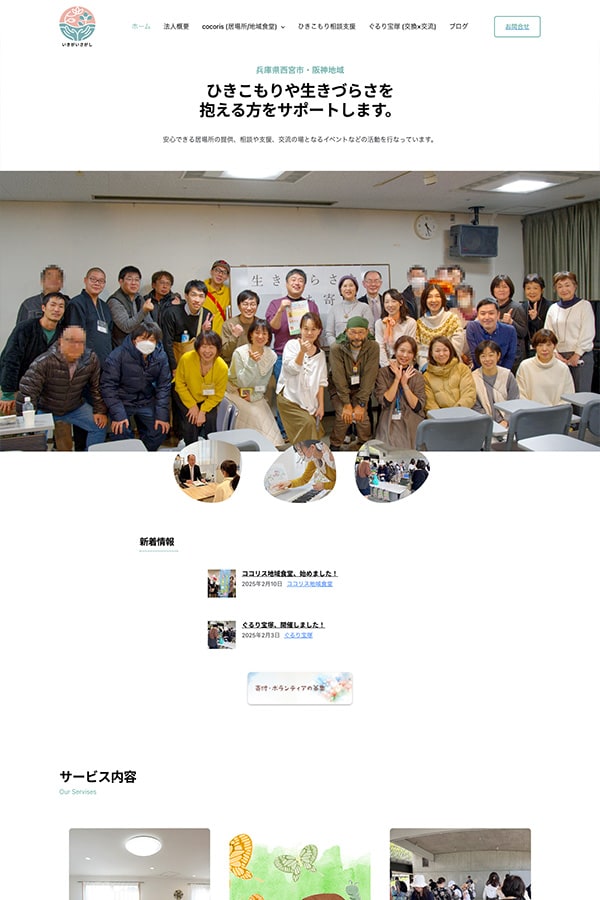 いきがいさがし
ホーム 法人概要 cocoris (居場所/地域食堂) ひきこもり相談支援 ぐるり宝塚 (交換×交流) ブログ お問合せ
兵庫県西宮市・阪神地域
ひきこもりや生きづらさを
抱える方をサポートします。
安心できる居場所の提供、相談や支援、交流の場となるイベントなどの活動を行なっています。
生きづらさ
寄
新着情報
ココリス地域食堂、始めました！
2025年2月10日 ココリス地域食堂
ぐるり宝塚、開催しました！
2025年2月3日 ぐるり宝塚
寄付・ボランティアの募集
サービス内容
Our Servises